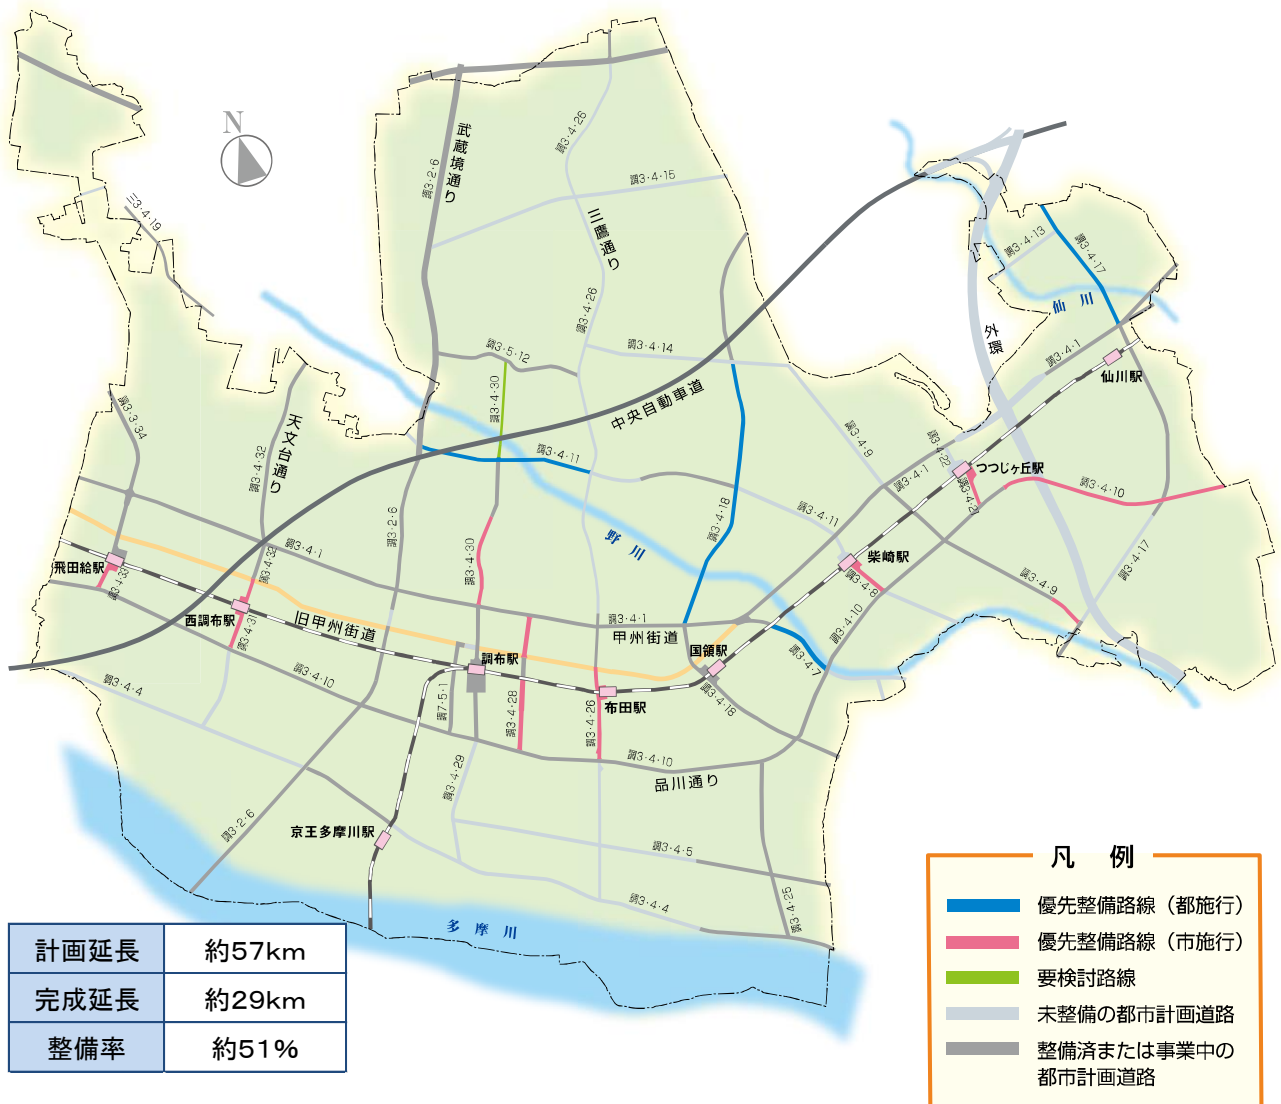 N
武蔵境通り
調3・2・6
調3・4・26
調3・4・15
三鷹通り
三3・4・19
調3・4・13
調3・4・17
仙川
外環
調3・4・1
仙川駅
調3・4・26
調3・5・12
調3・4・14
調3・4・30
中央自動車道
調3・3・34
天文台通り
調3・4・32
調3・4・11
調3・4・9
調3・4・22
調3・4・1
つつじヶ丘駅
調3・4・21
調3・4・10
調3・4・18
調3・4・11
調3・2・6
野川
調3・4・1
調3・4・30
調3・4・32
飛田給駅
調3・4・33
柴崎駅
調3・4・8
調3・4・17
調3・4・9
調3・4・10
西調布駅
調3・4・31
旧甲州街道
調3・4・1
甲州街道
国領駅
調3・4・7
調布駅
調3・4・4
調3・4・10
調7・5・1
調3・4・28
調3・4・26
布田駅
調3・4・18
調3・4・29
調3・4・10
品川通り
調3・2・6
京王多摩川駅
調3・4・5
調3・4・4
調3・4・25
多摩川
計画延長 約57km
完成延長 約29km
整備率 約51%
凡 例
優先整備路線（都施行）
優先整備路線（市施行）
要検討路線
未整備の都市計画道路
整備済または事業中の
都市計画道路